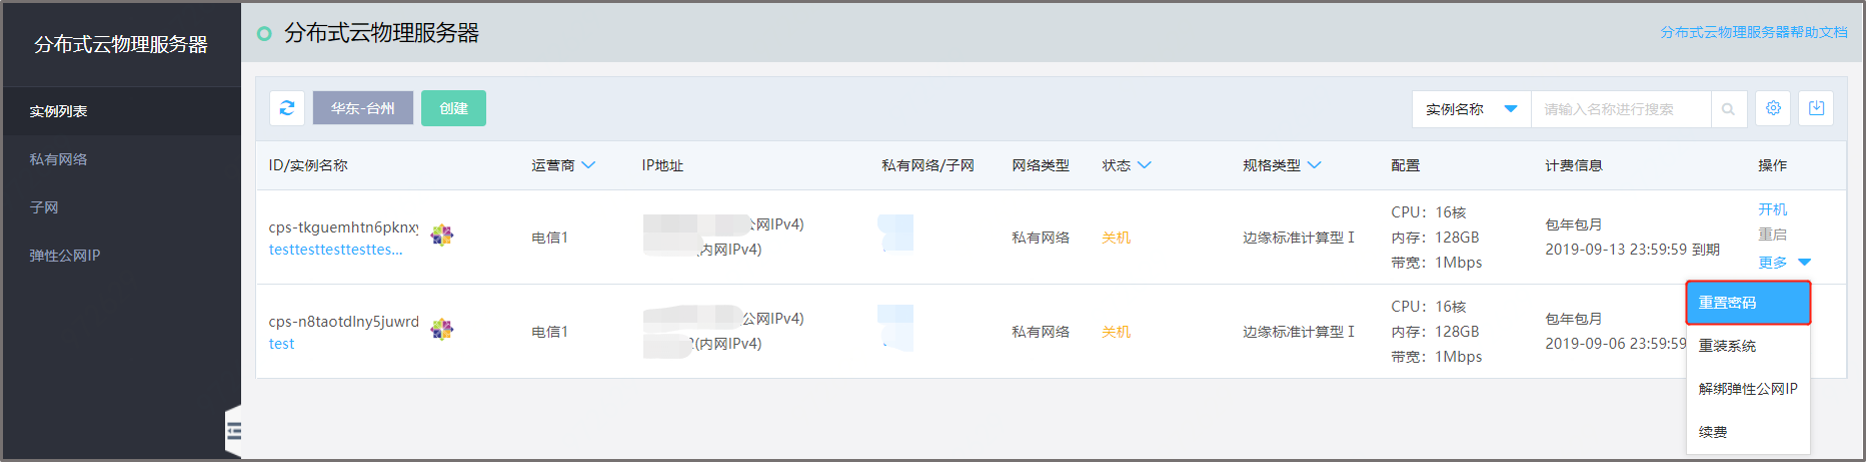 分布式云物理服务器
实例列表
私有网络
子网
弹性公网IP
分布式云物理服务器
分布式云物理服务器帮助文档
华东-台州
创建
实例名称
请输入名称进行搜索
ID/实例名称 运营商 IP地址 私有网络/子网 网络类型 状态 规格类型 配置 计费信息 操作
cps-tkguemhtn6pknxy
testtesttesttesttes...
电信1
公网IPv4)
(内网IPv4)
私有网络
关机
边缘标准计算型 I
CPU：16核
内存：128GB
带宽：1Mbps
包年包月
2019-09-13 23:59:59 到期
开机
重启
更多
cps-n8taotdlny5juwrd
test
电信1
公网IPv4)
(内网IPv4)
私有网络
关机
边缘标准计算型 I
CPU：16核
内存：128GB
带宽：1Mbps
包年包月
2019-09-06 23:59:59
重置密码
重装系统
解绑弹性公网IP
续费